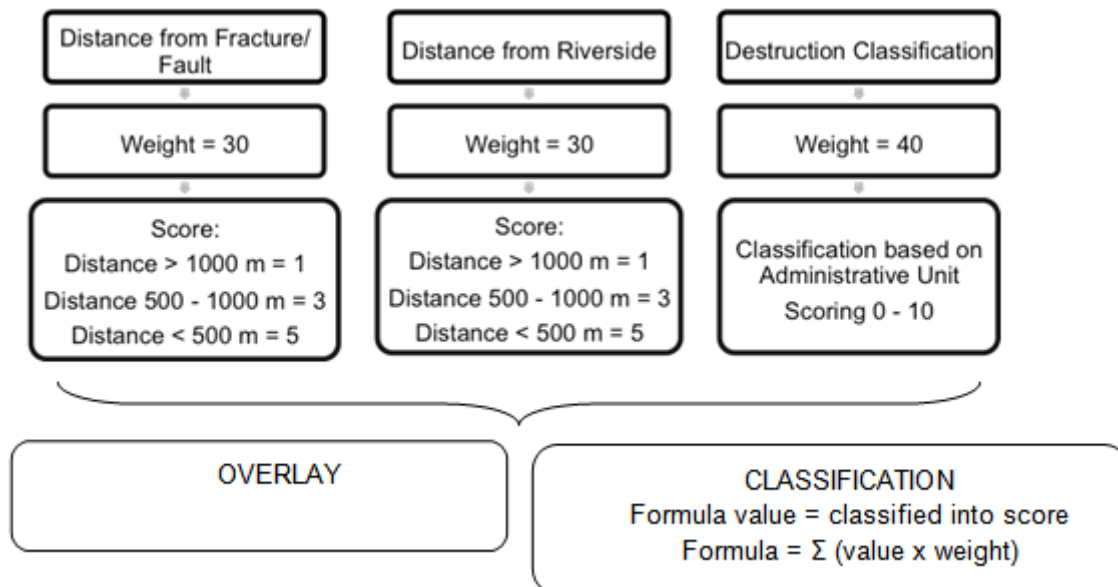 Distance from Fracture/
Fault
Weight = 30
Score:
Distance > 1000 m = 1
Distance 500 - 1000 m = 3
Distance < 500 m = 5
Distance from Riverside
Weight = 30
Score:
Distance > 1000 m = 1
Distance 500 - 1000 m = 3
Distance < 500 m = 5
Destruction Classification
Weight = 40
Classification based on
Administrative Unit
Scoring 0 - 10
OVERLAY
CLASSIFICATION
Formula value = classified into score
Formula = Σ (value x weight)